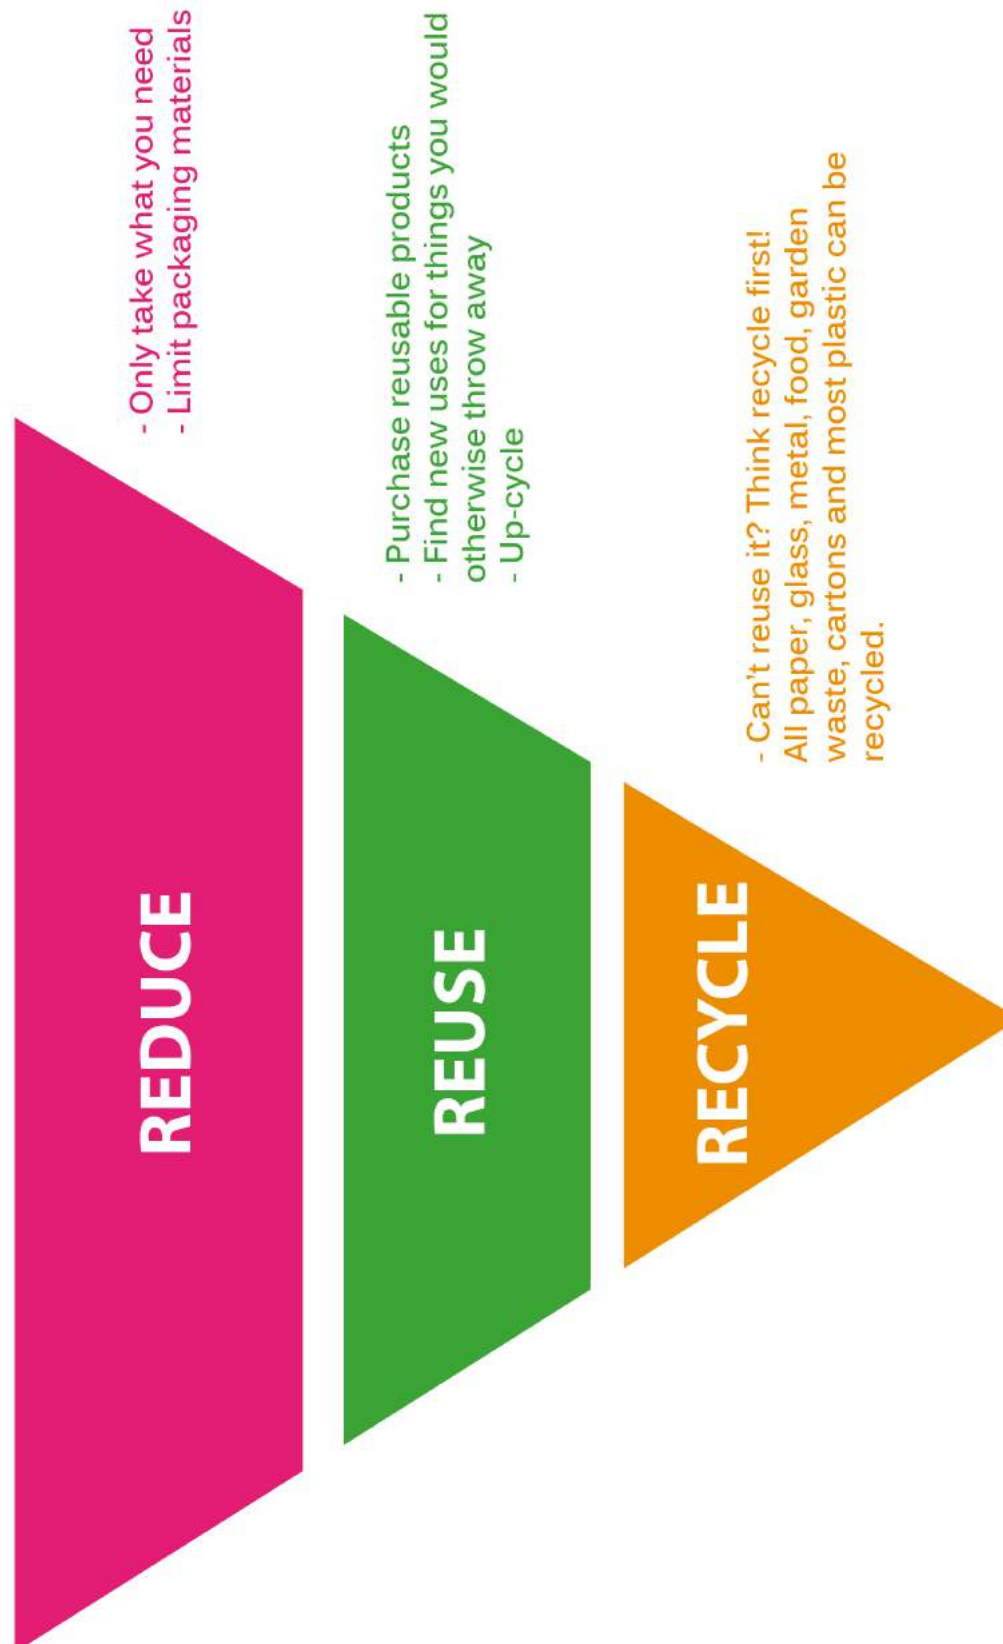 REDUCE
- Only take what you need
- Limit packaging materials
REUSE
- Purchase reusable products
- Find new uses for things you would
otherwise throw away
- Up-cycle
RECYCLE
- Can't reuse it? Think recycle first!
All paper, glass, metal, food, garden
waste, cartons and most plastic can be
recycled.